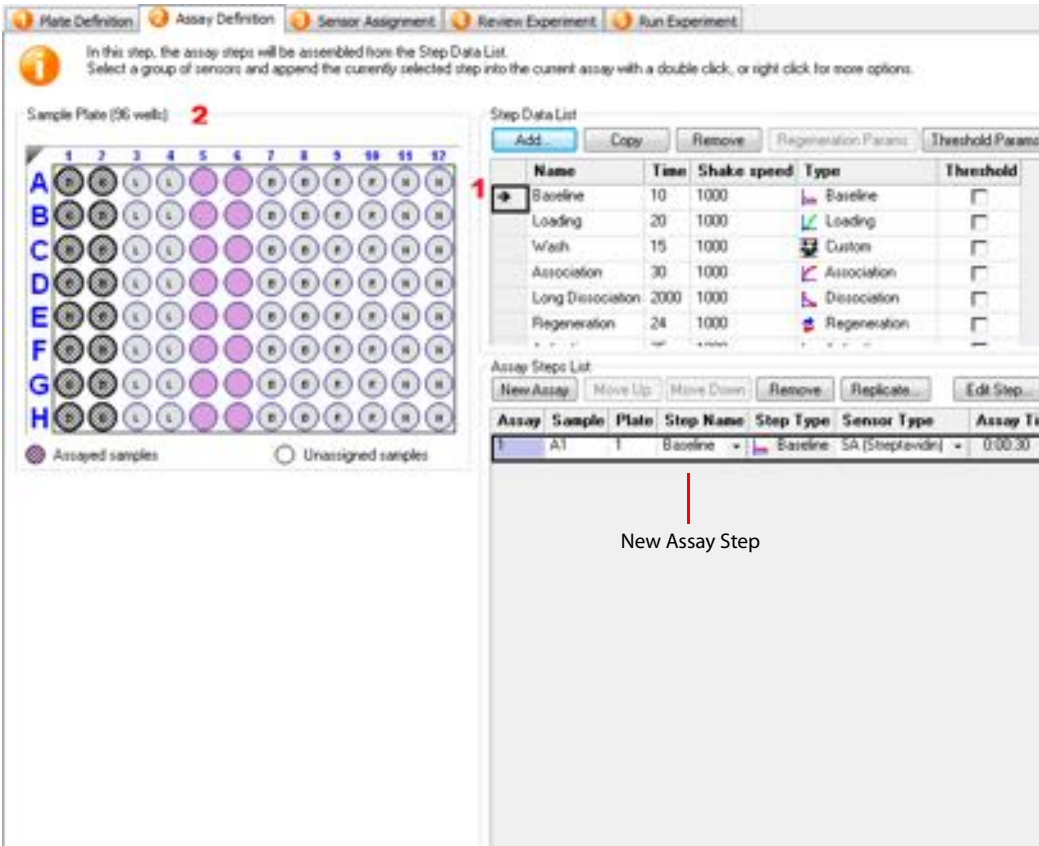 Plate Definition Assay Definition Sensor Assignment Review Experiment Run Experiment
In this step, the assay steps will be assembled from the Step Data List
Select a group of sensors and append the currently selected step into the current assay with a double click, or right click for more options.
Sample Plate (96 wells) 2
1 2 3 4 5 6 7 8 9 10 11 12
A
B
C
D
E
F
G
H
Assayed samples Unassigned samples
Step Data List
Add... Copy Remove Regeneration Params Threshold Params
1
Name Time Shake speed Type Threshold
Baseline 10 1000 Baseline
Loading 20 1000 Loading
Wash 15 1000 Custom
Association 30 1000 Association
Long Dissociation 2000 1000 Dissociation
Regeneration 24 1000 Regeneration
Assay Steps List
New Assay Move Up Move Down Remove Replicate... Edit Step...
Assay Sample Plate Step Name Step Type Sensor Type Assay Ti
1 A1 1 Baseline Baseline SA (Streptavidin) 0:00:30
New Assay Step